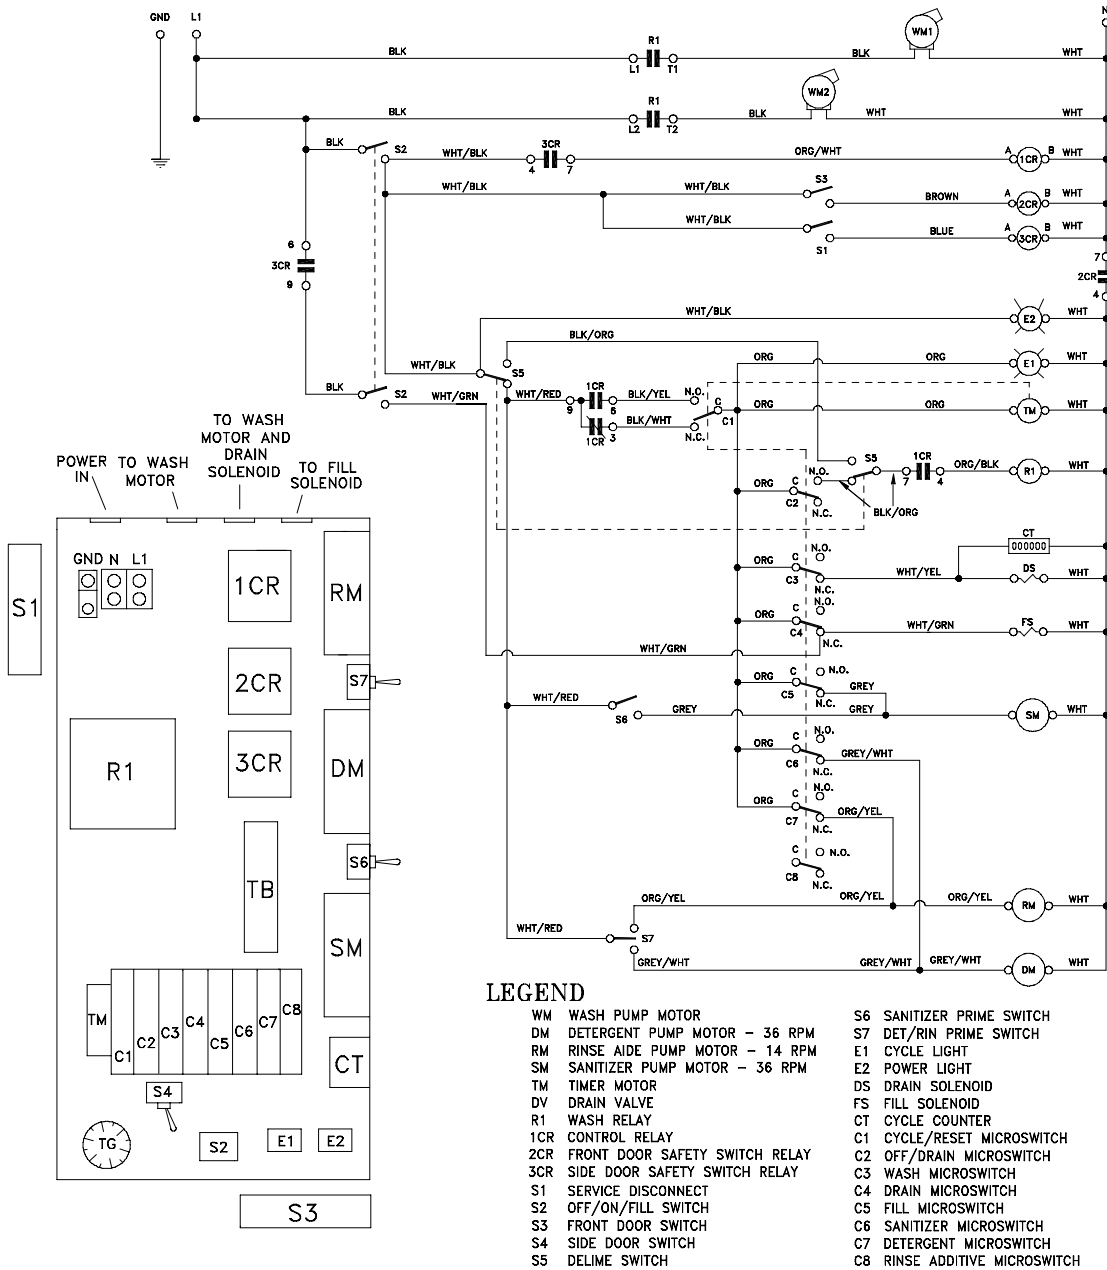 GND L1 N
BLK R1 L1 T1 BLK WM1 WHT
BLK R1 L2 T2 BLK WM2 WHT WHT
BLK S2 WHT/BLK 3CR 4 7 ORG/WHT A 1CR B WHT
WHT/BLK WHT/BLK S3 BROWN A 2CR B WHT
WHT/BLK S1 BLUE A 3CR B WHT
6 3CR 9
7 2CR 4
WHT/BLK E2 WHT
BLK/ORG
WHT/BLK S5 ORG ORG E1 WHT
BLK S2 WHT/GRN WHT/RED 9 1CR 6 BLK/YEL N.O. C C1 ORG ORG TM WHT
1CR 3 BLK/WHT N.C.
S5 7 1CR 4 ORG/BLK R1 WHT
ORG C C2 N.O. N.C. BLK/ORG
CT 000000
ORG C C3 N.O. N.C. WHT/YEL DS WHT
ORG C C4 N.O. N.C. WHT/GRN FS WHT
WHT/GRN
ORG C C5 N.O. N.C. GREY
WHT/RED S6 GREY GREY SM WHT
ORG C C6 N.O. N.C. GREY/WHT
ORG C C7 N.O. N.C. ORG/YEL
C C8 N.O. N.C.
ORG/YEL ORG/YEL ORG/YEL RM WHT
WHT/RED S7
GREY/WHT GREY/WHT GREY/WHT DM WHT
POWER
IN
TO WASH
MOTOR
TO WASH
MOTOR AND
DRAIN
SOLENOID
TO FILL
SOLENOID
S1
GND N L1
1CR
RM
2CR
S7
R1
3CR
DM
S6
TB
SM
TM C1 C2 C3 C4 C5 C6 C7 C8
CT
S4
TG
S2
E1
E2
S3
LEGEND
WM WASH PUMP MOTOR
DM DETERGENT PUMP MOTOR - 36 RPM
RM RINSE AIDE PUMP MOTOR - 14 RPM
SM SANITIZER PUMP MOTOR - 36 RPM
TM TIMER MOTOR
DV DRAIN VALVE
R1 WASH RELAY
1CR CONTROL RELAY
2CR FRONT DOOR SAFETY SWITCH RELAY
3CR SIDE DOOR SAFETY SWITCH RELAY
S1 SERVICE DISCONNECT
S2 OFF/ON/FILL SWITCH
S3 FRONT DOOR SWITCH
S4 SIDE DOOR SWITCH
S5 DELIME SWITCH
S6 SANITIZER PRIME SWITCH
S7 DET/RIN PRIME SWITCH
E1 CYCLE LIGHT
E2 POWER LIGHT
DS DRAIN SOLENOID
FS FILL SOLENOID
CT CYCLE COUNTER
C1 CYCLE/RESET MICROSWITCH
C2 OFF/DRAIN MICROSWITCH
C3 WASH MICROSWITCH
C4 DRAIN MICROSWITCH
C5 FILL MICROSWITCH
C6 SANITIZER MICROSWITCH
C7 DETERGENT MICROSWITCH
C8 RINSE ADDITIVE MICROSWITCH